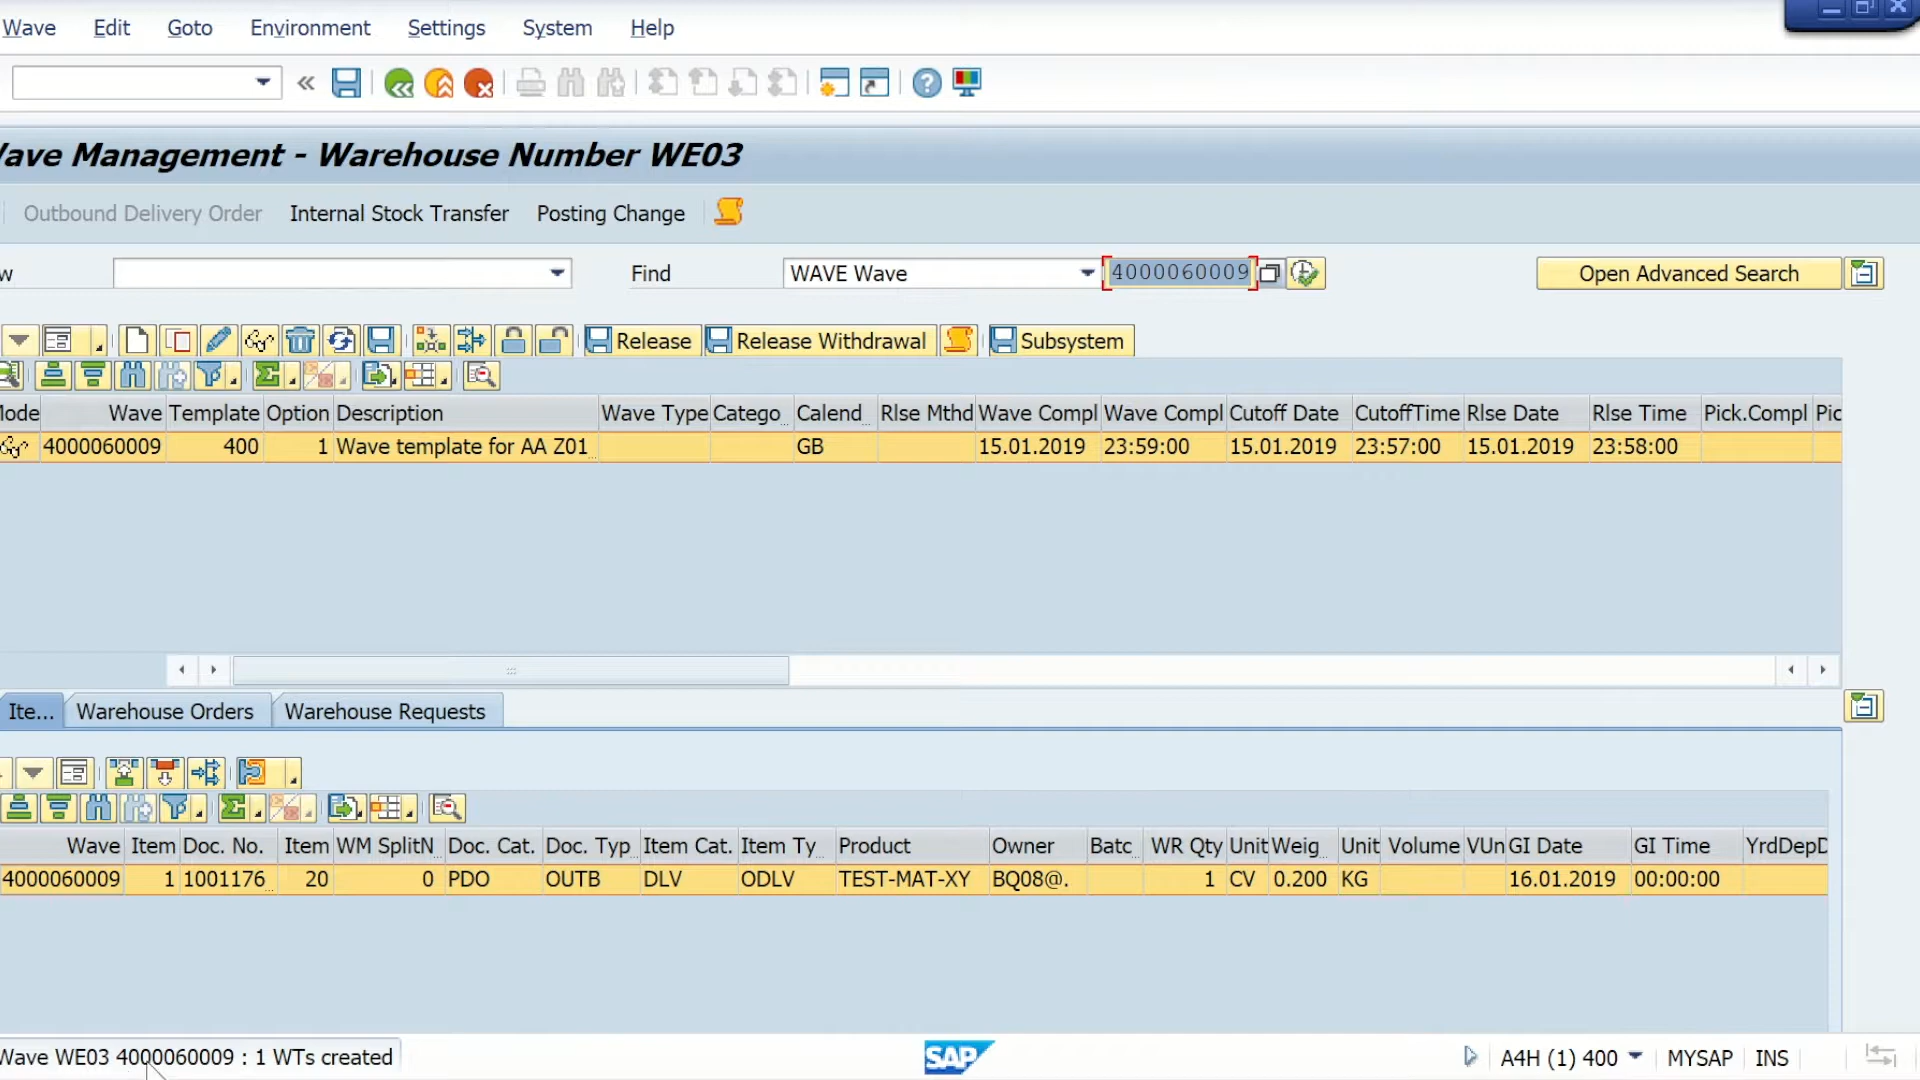 Wave Edit Goto Environment Settings System Help
ave Management - Warehouse Number WE03
Outbound Delivery Order Internal Stock Transfer Posting Change
w Find WAVE Wave 4000060009 Open Advanced Search
Release Release Withdrawal Subsystem
Mode Wave Template Option Description Wave Type Catego... Calend... Rlse Mthd Wave Compl Wave Compl Cutoff Date CutoffTime Rlse Date Rlse Time Pick.Compl Pic
4000060009 400 1 Wave template for AA Z01... GB 15.01.2019 23:59:00 15.01.2019 23:57:00 15.01.2019 23:58:00
Ite... Warehouse Orders Warehouse Requests
Wave Item Doc. No. Item WM SplitN... Doc. Cat. Doc. Typ... Item Cat. Item Ty... Product Owner Batc... WR Qty Unit Weig... Unit Volume VUn GI Date GI Time YrdDepD
4000060009 1 1001176... 20 0 PDO OUTB DLV ODLV TEST-MAT-XY BQ08@. 1 CV 0.200 KG 16.01.2019 00:00:00
Wave WE03 4000060009 : 1 WTs created SAP A4H (1) 400 MYSAP INS